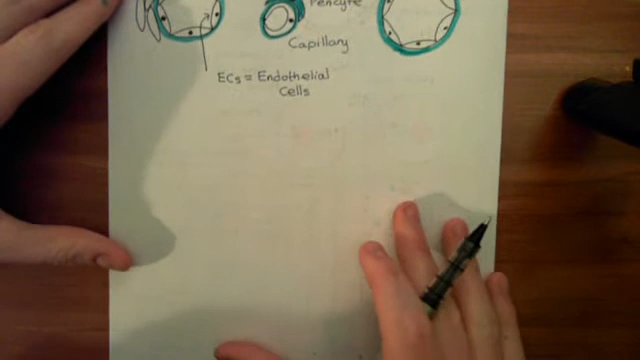 Pericyte
Capillary
ECs = Endothelial
Cells